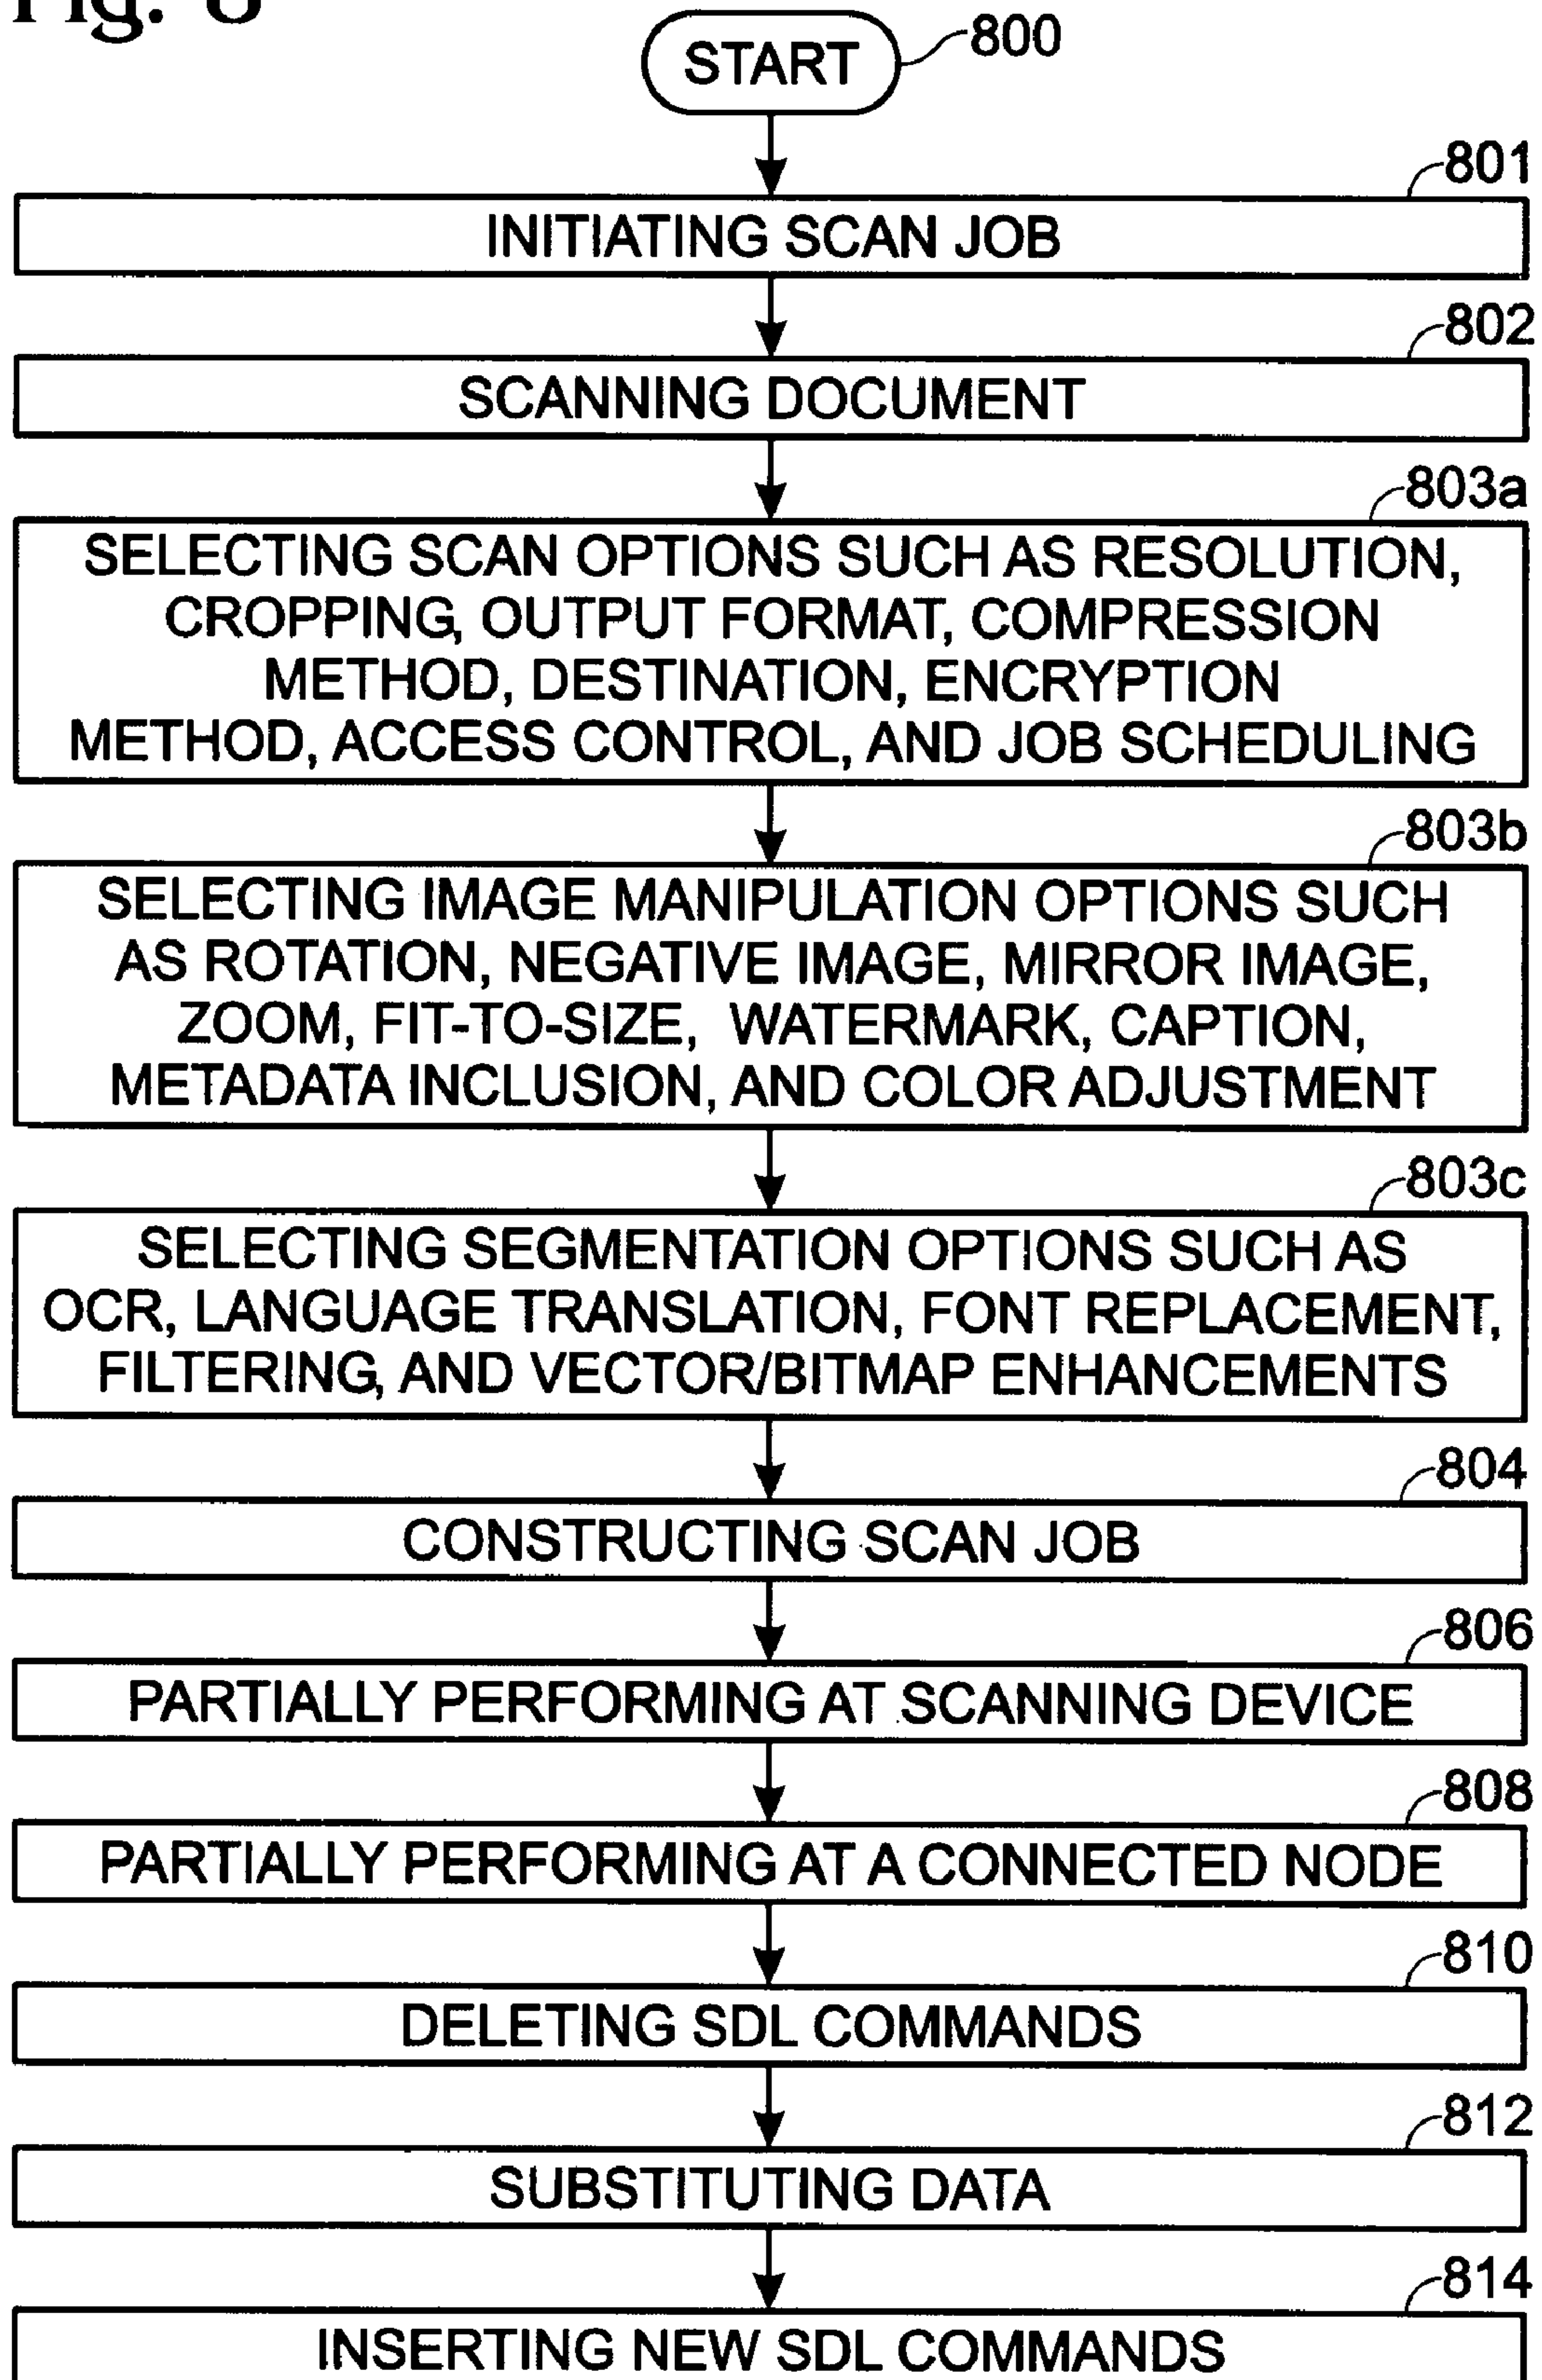 Fig. 8
START
800
801
INITIATING SCAN JOB
802
SCANNING DOCUMENT
803a
SELECTING SCAN OPTIONS SUCH AS RESOLUTION,
CROPPING, OUTPUT FORMAT, COMPRESSION
METHOD, DESTINATION, ENCRYPTION
METHOD, ACCESS CONTROL, AND JOB SCHEDULING
803b
SELECTING IMAGE MANIPULATION OPTIONS SUCH
AS ROTATION, NEGATIVE IMAGE, MIRROR IMAGE,
ZOOM, FIT-TO-SIZE, WATERMARK, CAPTION,
METADATA INCLUSION, AND COLOR ADJUSTMENT
803c
SELECTING SEGMENTATION OPTIONS SUCH AS
OCR, LANGUAGE TRANSLATION, FONT REPLACEMENT,
FILTERING, AND VECTOR/BITMAP ENHANCEMENTS
804
CONSTRUCTING SCAN JOB
806
PARTIALLY PERFORMING AT SCANNING DEVICE
808
PARTIALLY PERFORMING AT A CONNECTED NODE
810
DELETING SDL COMMANDS
812
SUBSTITUTING DATA
814
INSERTING NEW SDL COMMANDS